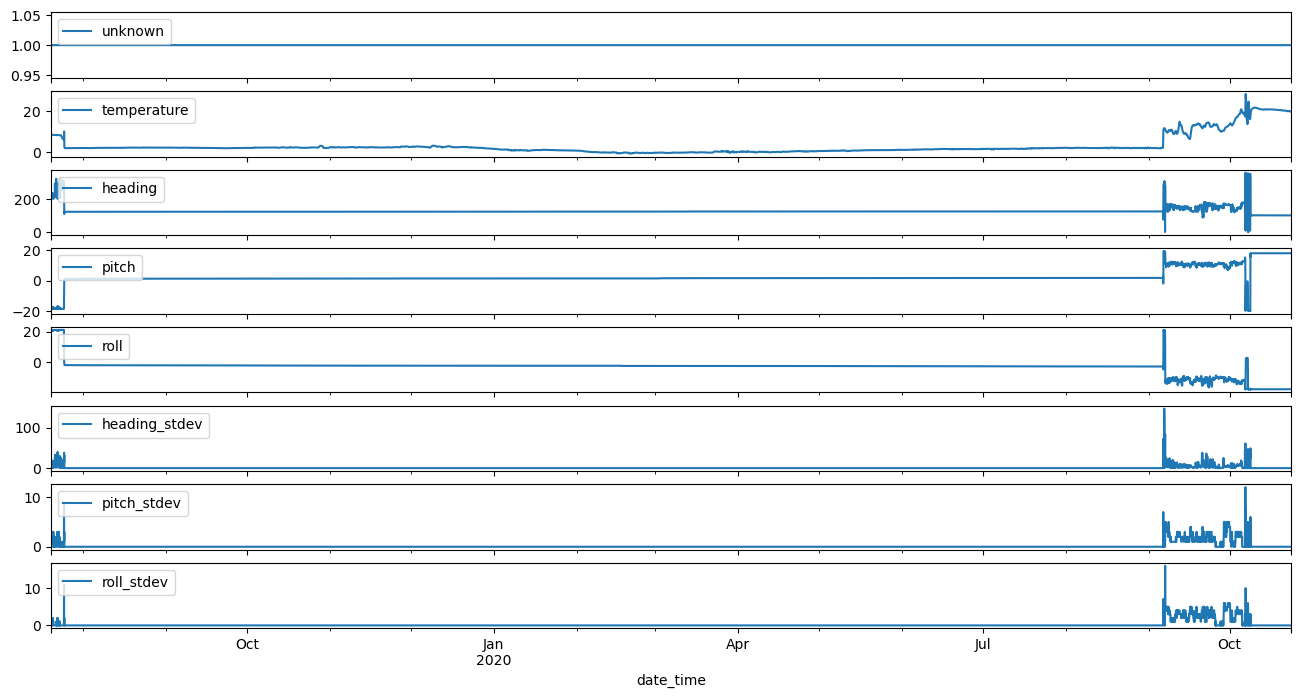 1.05
unknown
1.00
0.95
20
temperature
0
200
heading
0
20
pitch
0
−20
20
roll
0
100
heading_stdev
0
10
pitch_stdev
0
10
roll_stdev
0
Oct Jan Apr Jul Oct
2020
date_time